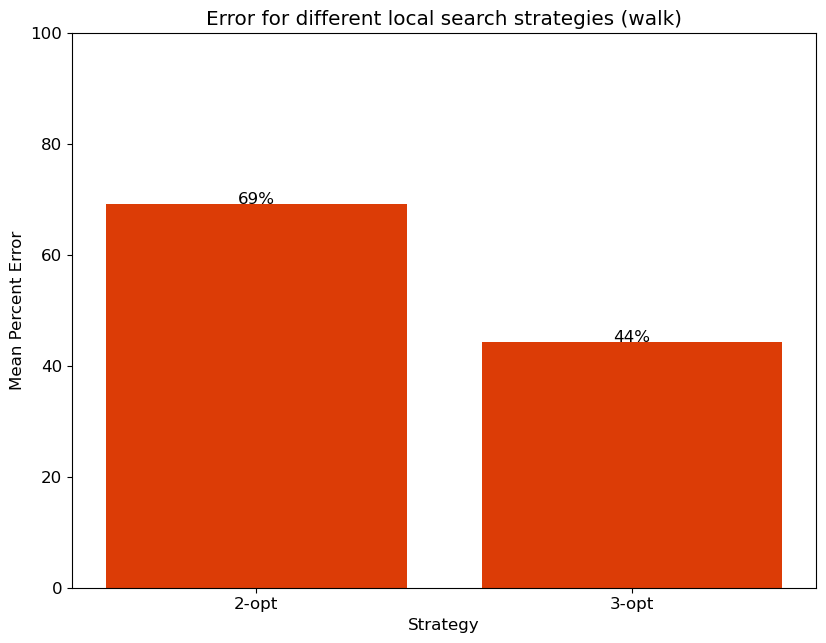 Error for different local search strategies (walk)
100
80
60
40
20
0
Mean Percent Error
69%
44%
2-opt
3-opt
Strategy